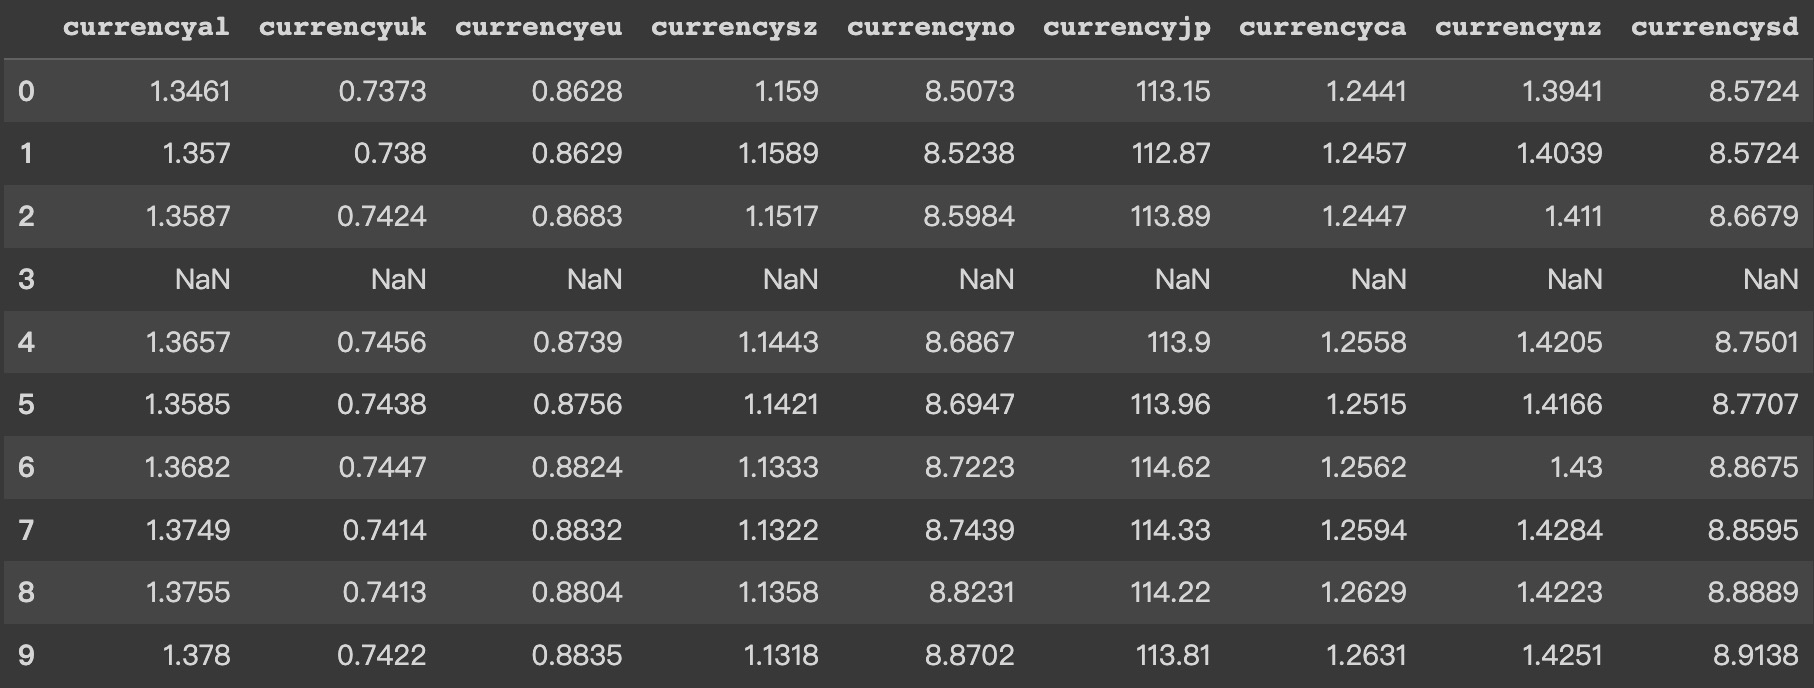 currencyal currencyuk currencyeu currencysz currencyno currencyjp currencyca currencynz currencysd
0 1.3461 0.7373 0.8628 1.159 8.5073 113.15 1.2441 1.3941 8.5724
1 1.357 0.738 0.8629 1.1589 8.5238 112.87 1.2457 1.4039 8.5724
2 1.3587 0.7424 0.8683 1.1517 8.5984 113.89 1.2447 1.411 8.6679
3 NaN NaN NaN NaN NaN NaN NaN NaN NaN
4 1.3657 0.7456 0.8739 1.1443 8.6867 113.9 1.2558 1.4205 8.7501
5 1.3585 0.7438 0.8756 1.1421 8.6947 113.96 1.2515 1.4166 8.7707
6 1.3682 0.7447 0.8824 1.1333 8.7223 114.62 1.2562 1.43 8.8675
7 1.3749 0.7414 0.8832 1.1322 8.7439 114.33 1.2594 1.4284 8.8595
8 1.3755 0.7413 0.8804 1.1358 8.8231 114.22 1.2629 1.4223 8.8889
9 1.378 0.7422 0.8835 1.1318 8.8702 113.81 1.2631 1.4251 8.9138